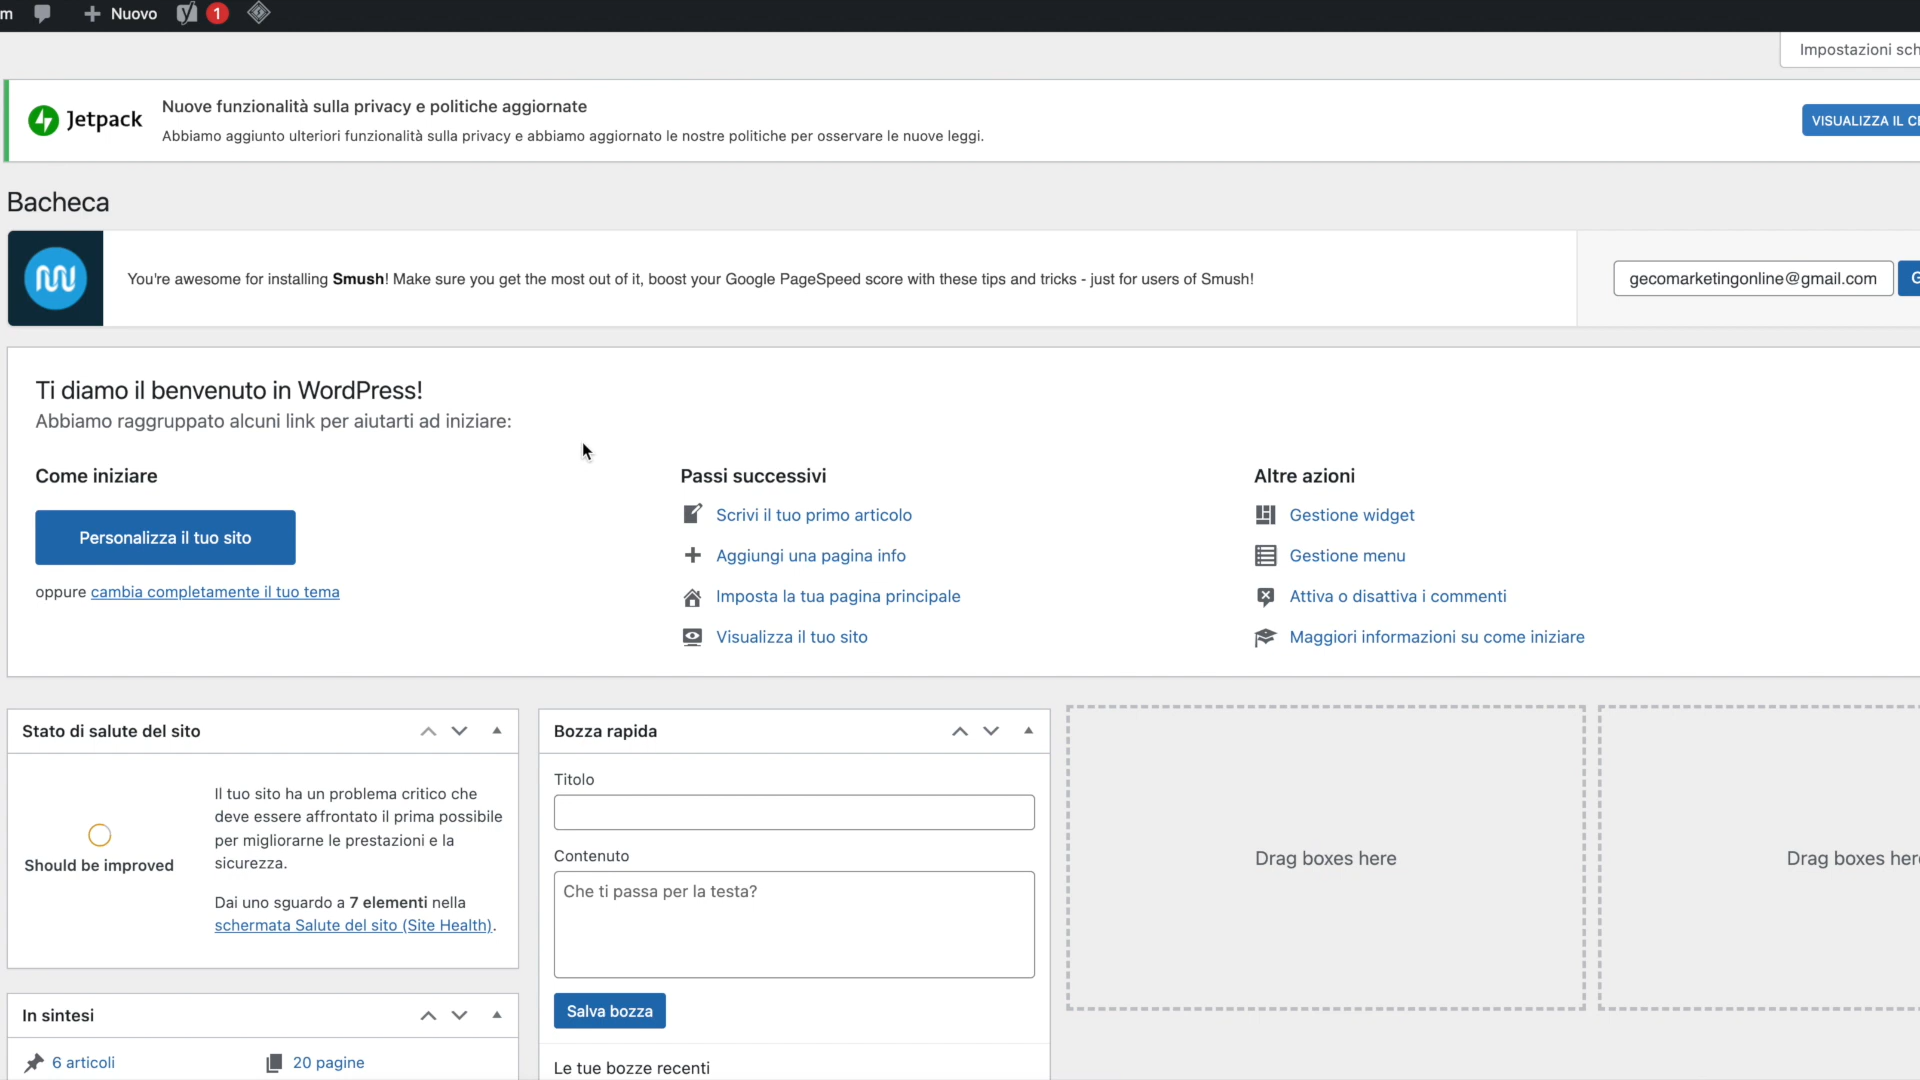 m
Nuovo
1
Impostazioni sch
Jetpack
Nuove funzionalità sulla privacy e politiche aggiornate
Abbiamo aggiunto ulteriori funzionalità sulla privacy e abbiamo aggiornato le nostre politiche per osservare le nuove leggi.
VISUALIZZA IL CE
Bacheca
You're awesome for installing Smush! Make sure you get the most out of it, boost your Google PageSpeed score with these tips and tricks - just for users of Smush!
gecomarketingonline@gmail.com
G
Ti diamo il benvenuto in WordPress!
Abbiamo raggruppato alcuni link per aiutarti ad iniziare:
Come iniziare
Personalizza il tuo sito
oppure cambia completamente il tuo tema
Passi successivi
Scrivi il tuo primo articolo
Aggiungi una pagina info
Imposta la tua pagina principale
Visualizza il tuo sito
Altre azioni
Gestione widget
Gestione menu
Attiva o disattiva i commenti
Maggiori informazioni su come iniziare
Stato di salute del sito
Should be improved
Il tuo sito ha un problema critico che
deve essere affrontato il prima possibile
per migliorarne le prestazioni e la
sicurezza.
Dai uno sguardo a 7 elementi nella
schermata Salute del sito (Site Health).
In sintesi
6 articoli
20 pagine
Bozza rapida
Titolo
Contenuto
Che ti passa per la testa?
Salva bozza
Le tue bozze recenti
Drag boxes here
Drag boxes her